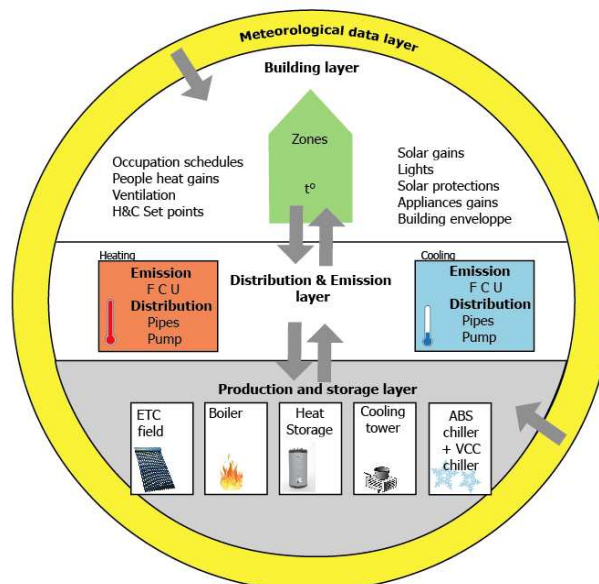 Meteorological data layer
Building layer
Zones
t°
Occupation schedules
People heat gains
Ventilation
H&C Set points
Solar gains
Lights
Solar protections
Appliances gains
Building enveloppe
Heating
Emission
F C U
Distribution
Pipes
Pump
Distribution & Emission
layer
Cooling
Emission
F C U
Distribution
Pipes
Pump
Production and storage layer
ETC
field
Boiler
Heat
Storage
Cooling
tower
ABS
chiller
+ VCC
chiller